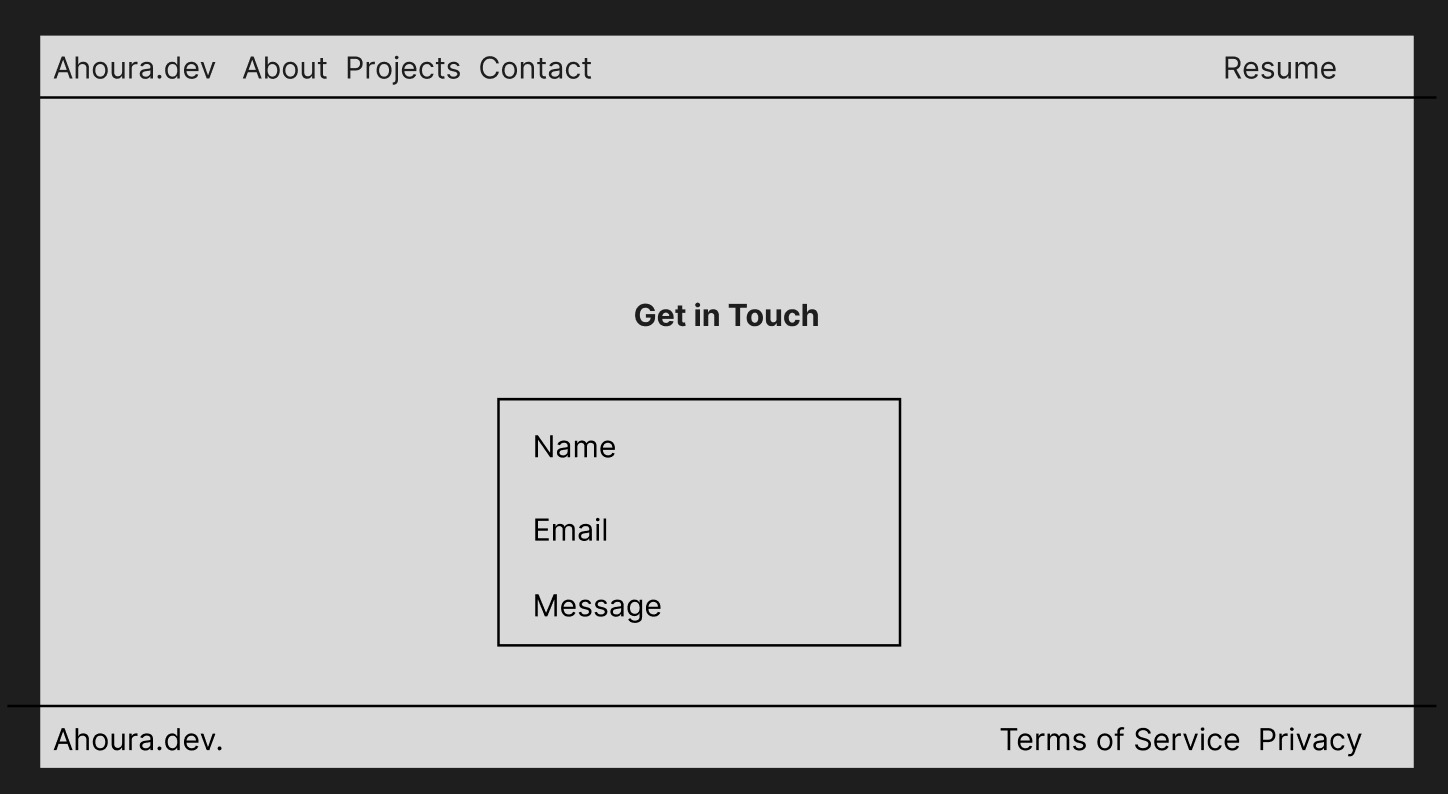 Ahoura.dev About Projects Contact Resume
Get in Touch
Name
Email
Message
Ahoura.dev. Terms of Service Privacy